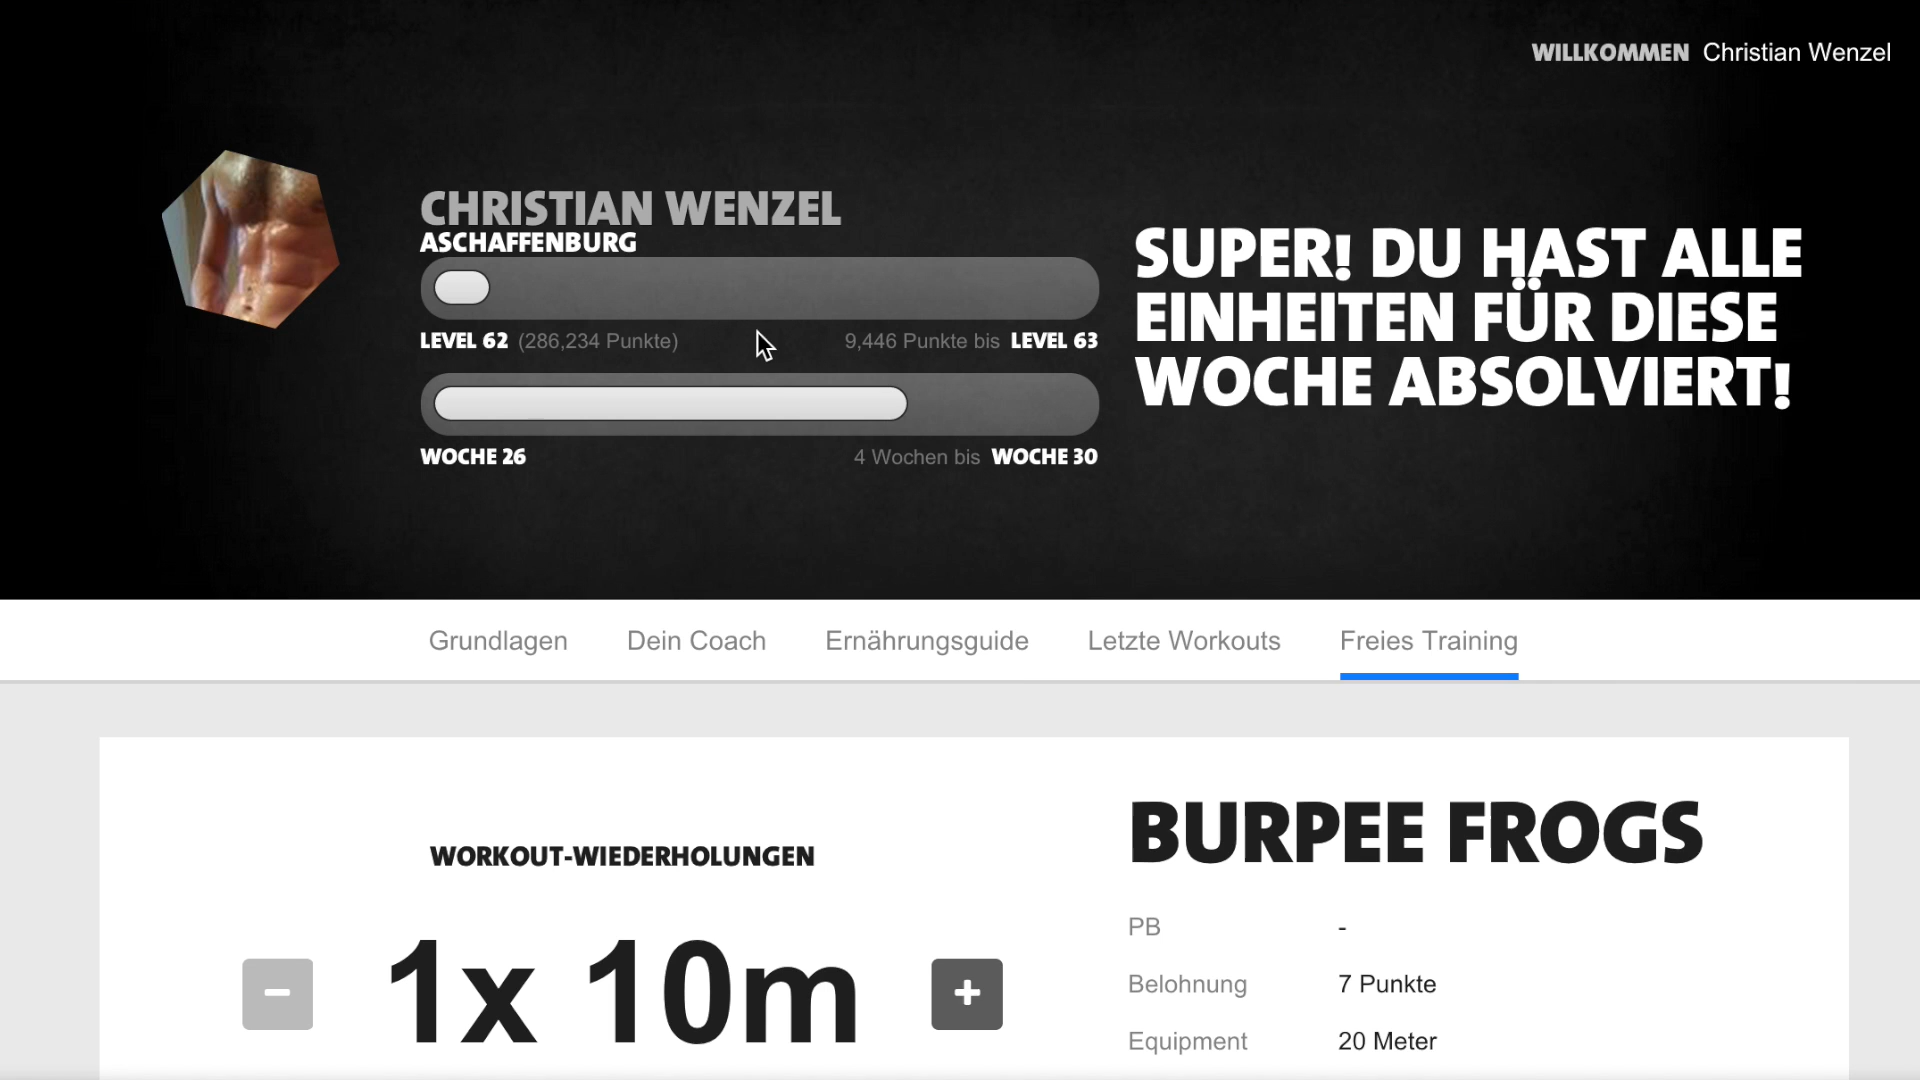 WILLKOMMEN Christian Wenzel
CHRISTIAN WENZEL
ASCHAFFENBURG
LEVEL 62 (286,234 Punkte) 9,446 Punkte bis LEVEL 63
WOCHE 26 4 Wochen bis WOCHE 30
SUPER! DU HAST ALLE
EINHEITEN FÜR DIESE
WOCHE ABSOLVIERT!
Grundlagen Dein Coach Ernährungsguide Letzte Workouts Freies Training
WORKOUT-WIEDERHOLUNGEN
− 1x 10m +
BURPEE FROGS
PB -
Belohnung 7 Punkte
Equipment 20 Meter